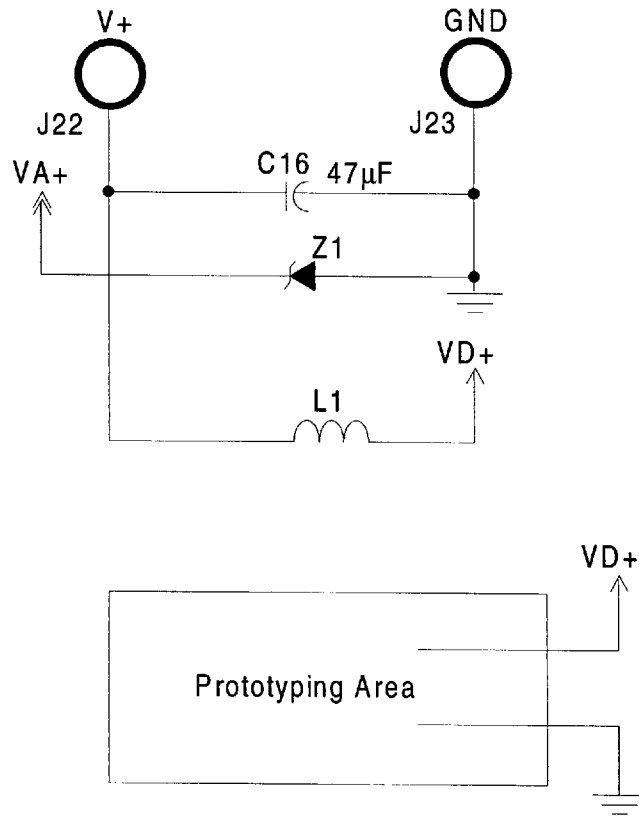 V+
GND
J22
J23
VA+
C16
47µF
Z1
VD+
L1
VD+
Prototyping Area